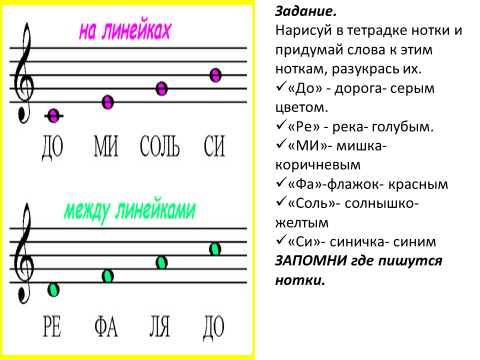 на линейках
ДО МИ СОЛЬ СИ
между линейками
РЕ ФА ЛЯ ДО
Задание.
Нарисуй в тетрадке нотки и
придумай слова к этим
ноткам, разукрась их.
✓«До» - дорога- серым
цветом.
✓«Ре» - река- голубым.
✓«МИ»- мишка-
коричневым
✓«Фа»-флажок- красным
✓«Соль»- солнышко-
желтым
✓«Си»- синичка- синим
ЗАПОМНИ где пишутся
нотки.